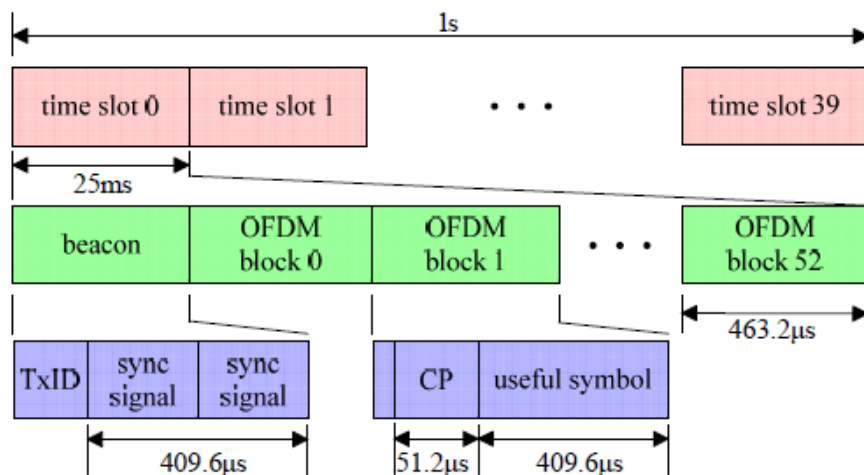 1s
time slot 0 time slot 1 • • • time slot 39
25ms
beacon OFDM block 0 OFDM block 1 • • • OFDM block 52
463.2μs
TxID sync signal sync signal CP useful symbol
409.6μs 51.2μs 409.6μs